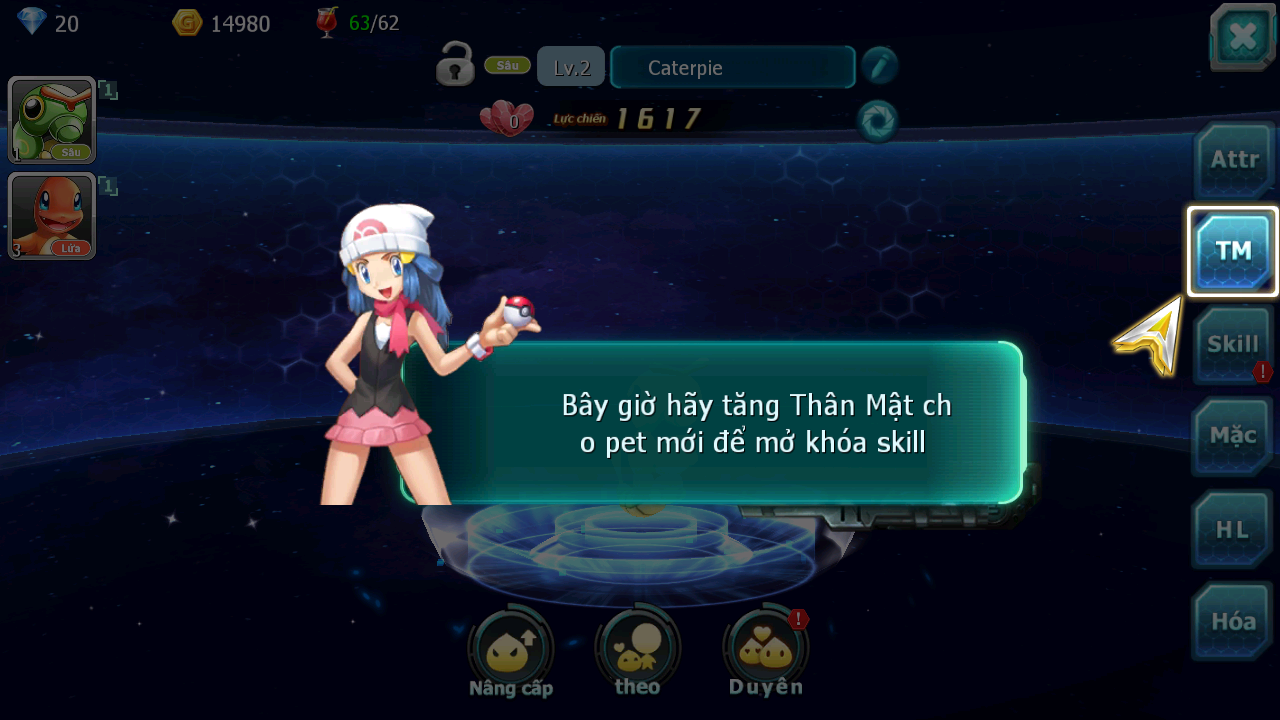 20
14980
63/62
Sâu
Lv.2
Caterpie
0
Lực chiến
1617
1
1
Sâu
1
3
Lửa
Attr
TM
Skill
!
Mặc
HL
Hóa
Bây giờ hãy tăng Thân Mật ch
o pet mới để mở khóa skill
Nâng cấp
theo
!
Duyên